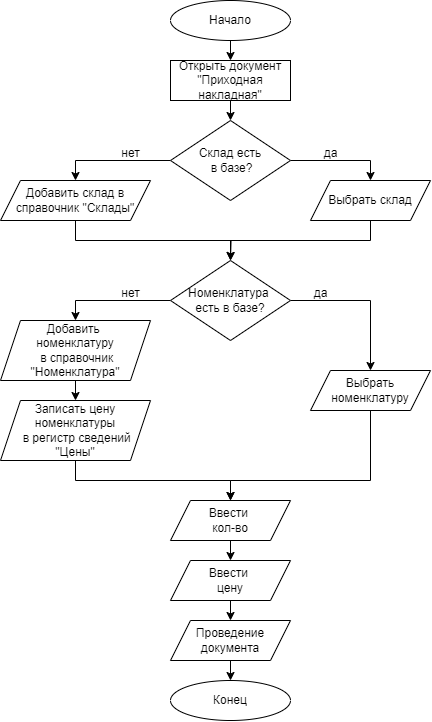 Начало
Открыть документ
"Приходная
накладная"
Склад есть
в базе?
нет
да
Добавить склад в
справочник "Склады"
Выбрать склад
Номенклатура
есть в базе?
нет
да
Добавить
номенклатуру
в справочник
"Номенклатура"
Выбрать
номенклатуру
Записать цену
номенклатуры
в регистр сведений
"Цены"
Ввести
кол-во
Ввести
цену
Проведение
документа
Конец